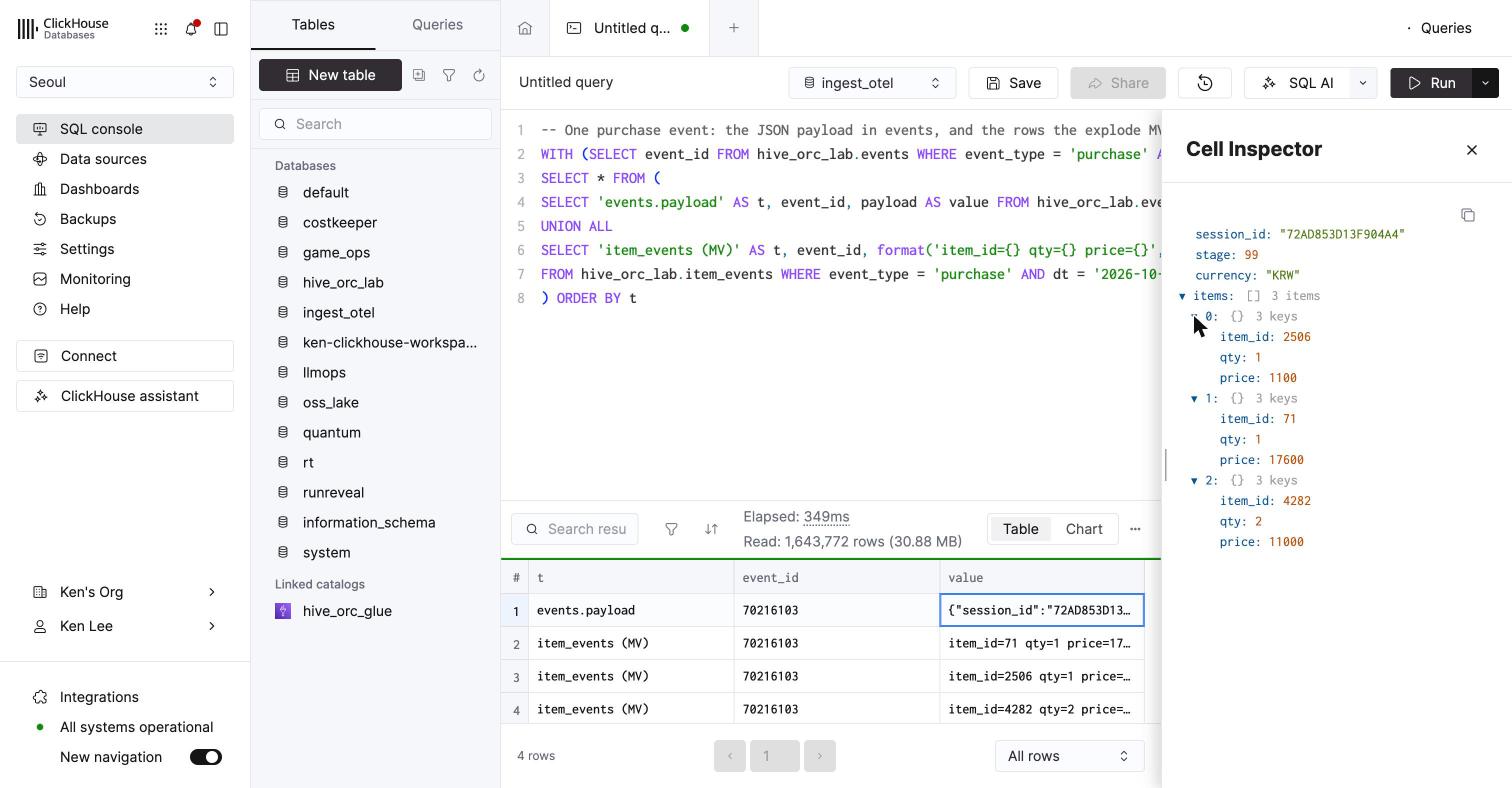 ClickHouse
Databases
Seoul
SQL console
Data sources
Dashboards
Backups
Settings
Monitoring
Help
Connect
ClickHouse assistant
Ken's Org
Ken Lee
Integrations
All systems operational
New navigation
Tables
Queries
New table
Search
Databases
default
costkeeper
game_ops
hive_orc_lab
ingest_otel
ken-clickhouse-workspa...
llmops
oss_lake
quantum
rt
runreveal
information_schema
system
Linked catalogs
hive_orc_glue
Untitled q...
+
· Queries
Untitled query
ingest_otel
Save
Share
SQL AI
Run
1 -- One purchase event: the JSON payload in events, and the rows the explode MV
2 WITH (SELECT event_id FROM hive_orc_lab.events WHERE event_type = 'purchase' A
3 SELECT * FROM (
4 SELECT 'events.payload' AS t, event_id, payload AS value FROM hive_orc_lab.eve
5 UNION ALL
6 SELECT 'item_events (MV)' AS t, event_id, format('item_id={} qty={} price={}',
7 FROM hive_orc_lab.item_events WHERE event_type = 'purchase' AND dt = '2026-10-
8 ) ORDER BY t
Search resu
Elapsed: 349ms
Read: 1,643,772 rows (30.88 MB)
Table
Chart
# t event_id value
1 events.payload 70216103 {"session_id":"72AD853D13...
2 item_events (MV) 70216103 item_id=71 qty=1 price=17...
3 item_events (MV) 70216103 item_id=2506 qty=1 price=...
4 item_events (MV) 70216103 item_id=4282 qty=2 price=...
4 rows
1
All rows
Cell Inspector
session_id: "72AD853D13F904A4"
stage: 99
currency: "KRW"
items: [] 3 items
0: {} 3 keys
item_id: 2506
qty: 1
price: 1100
1: {} 3 keys
item_id: 71
qty: 1
price: 17600
2: {} 3 keys
item_id: 4282
qty: 2
price: 11000